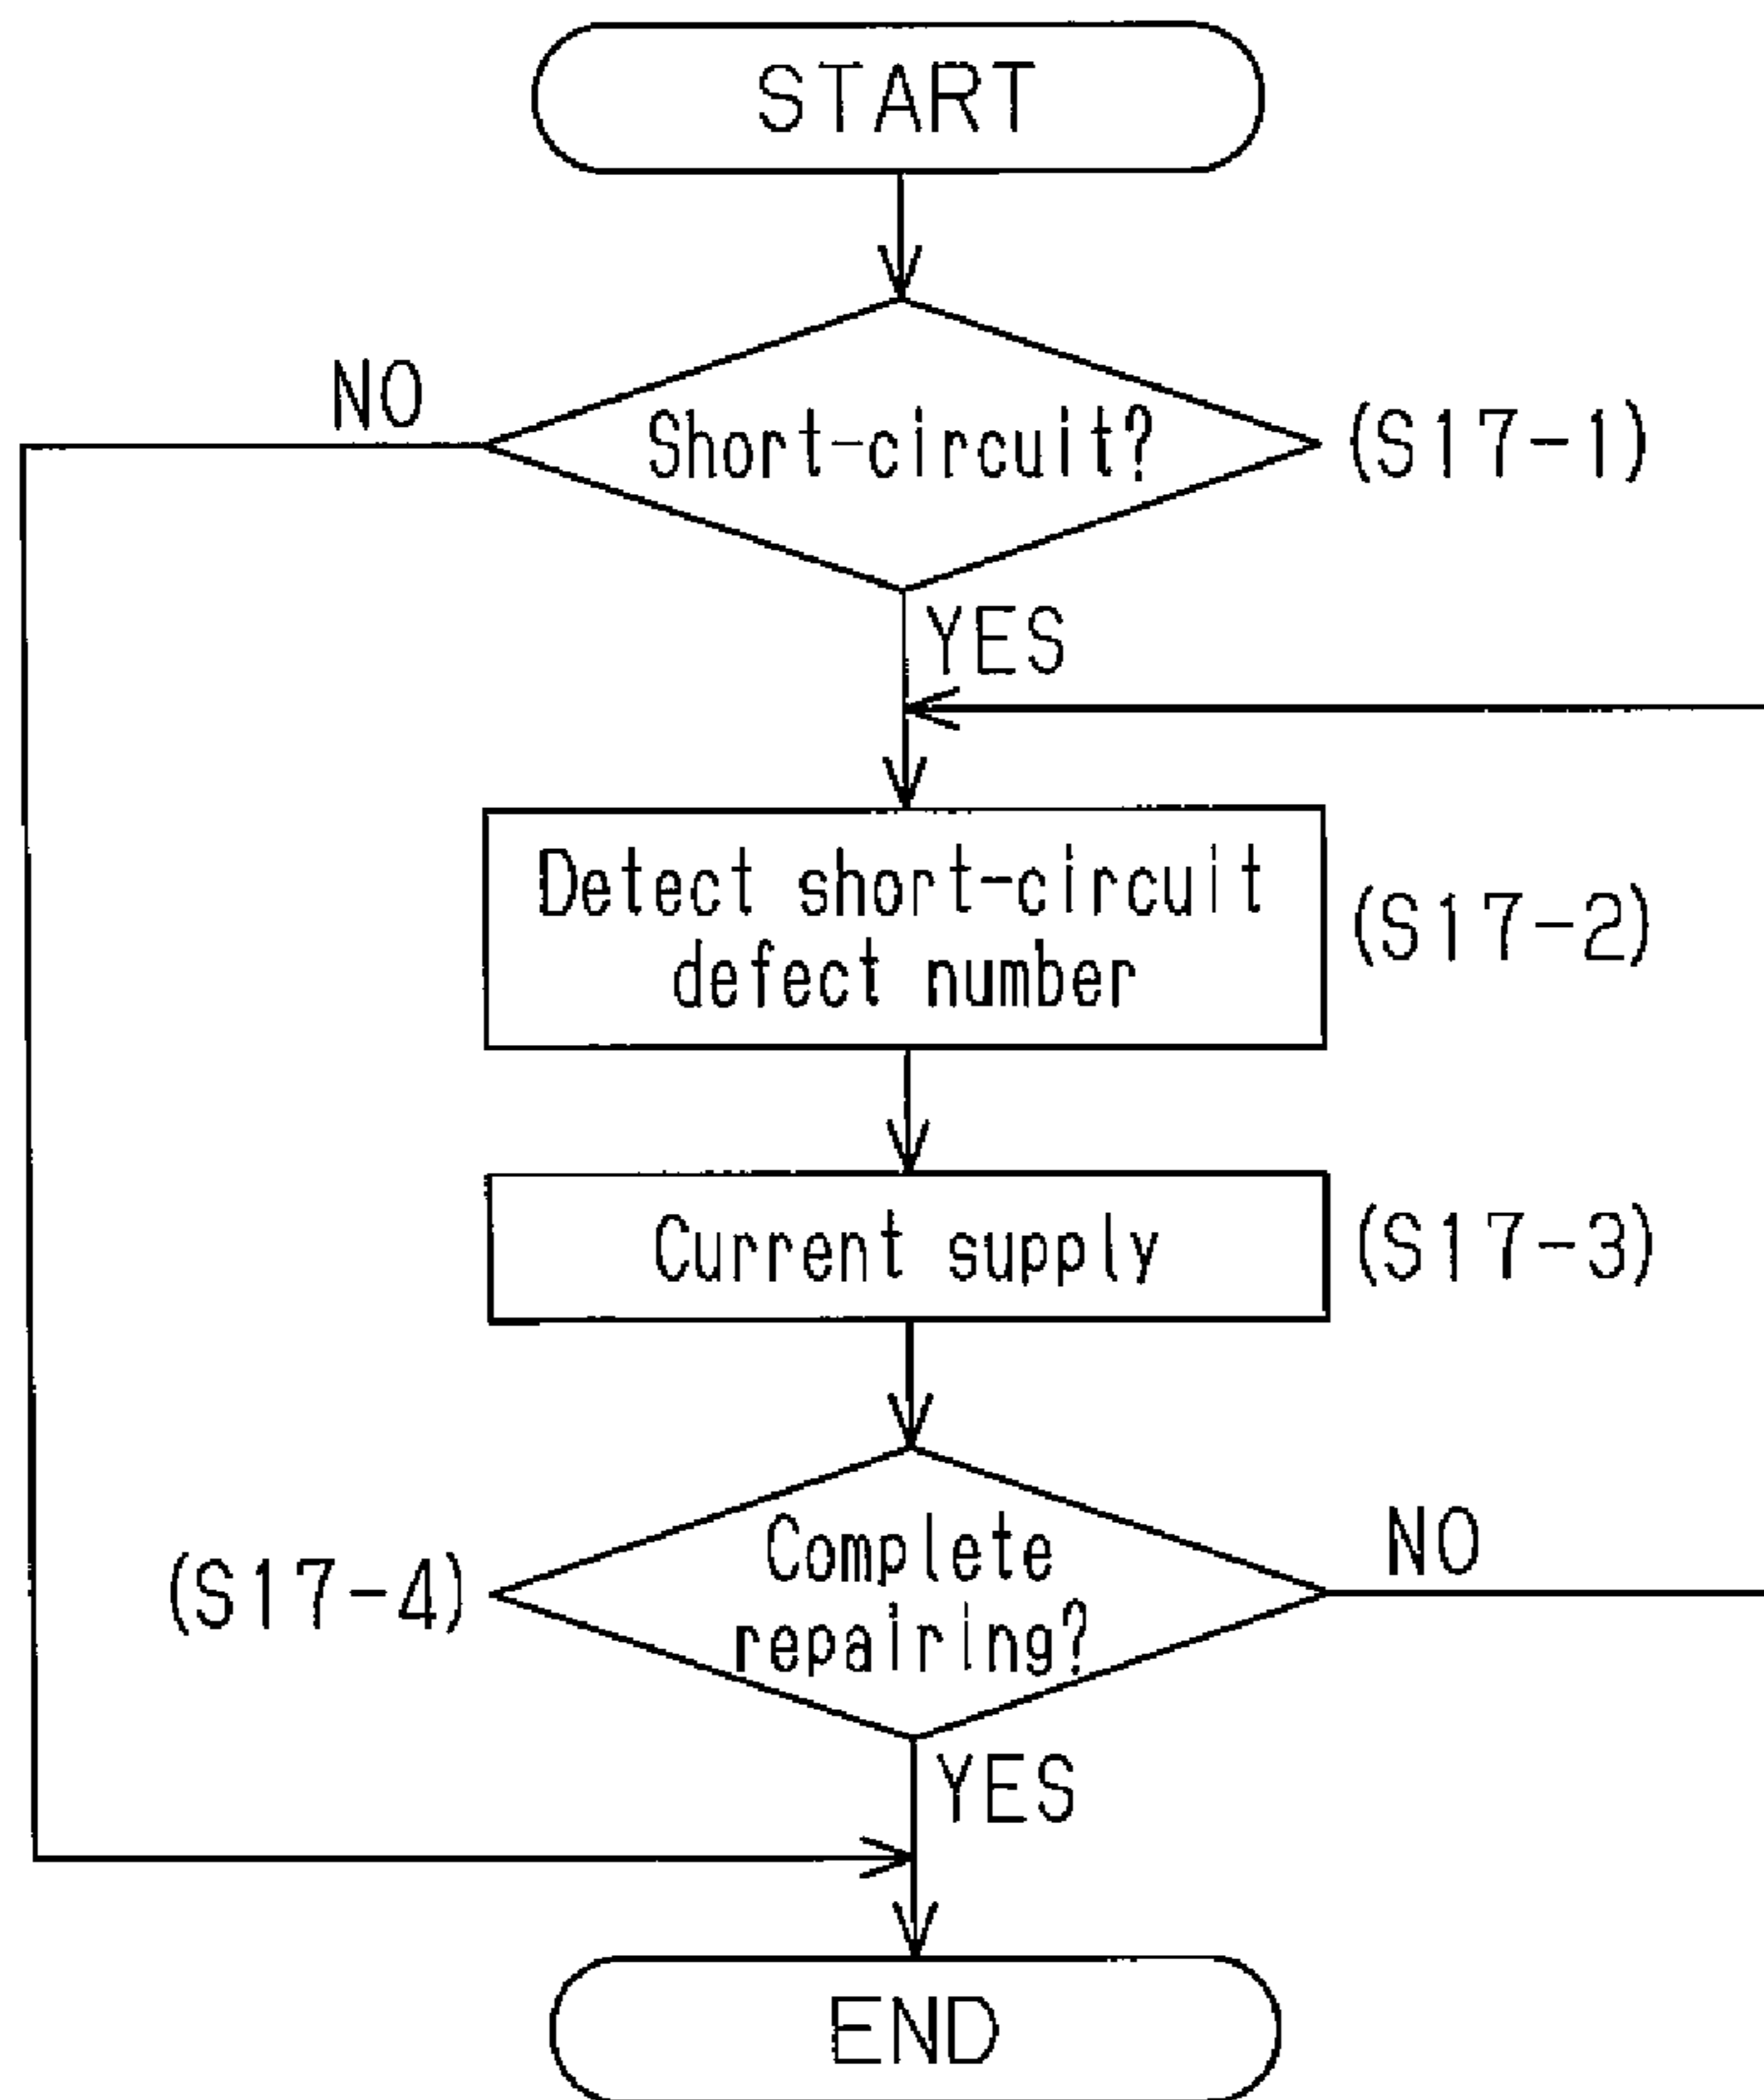 START
NO
Short-circuit?
(S17-1)
YES
Detect short-circuit
defect number
(S17-2)
Current supply
(S17-3)
Complete
repairing?
NO
(S17-4)
YES
END